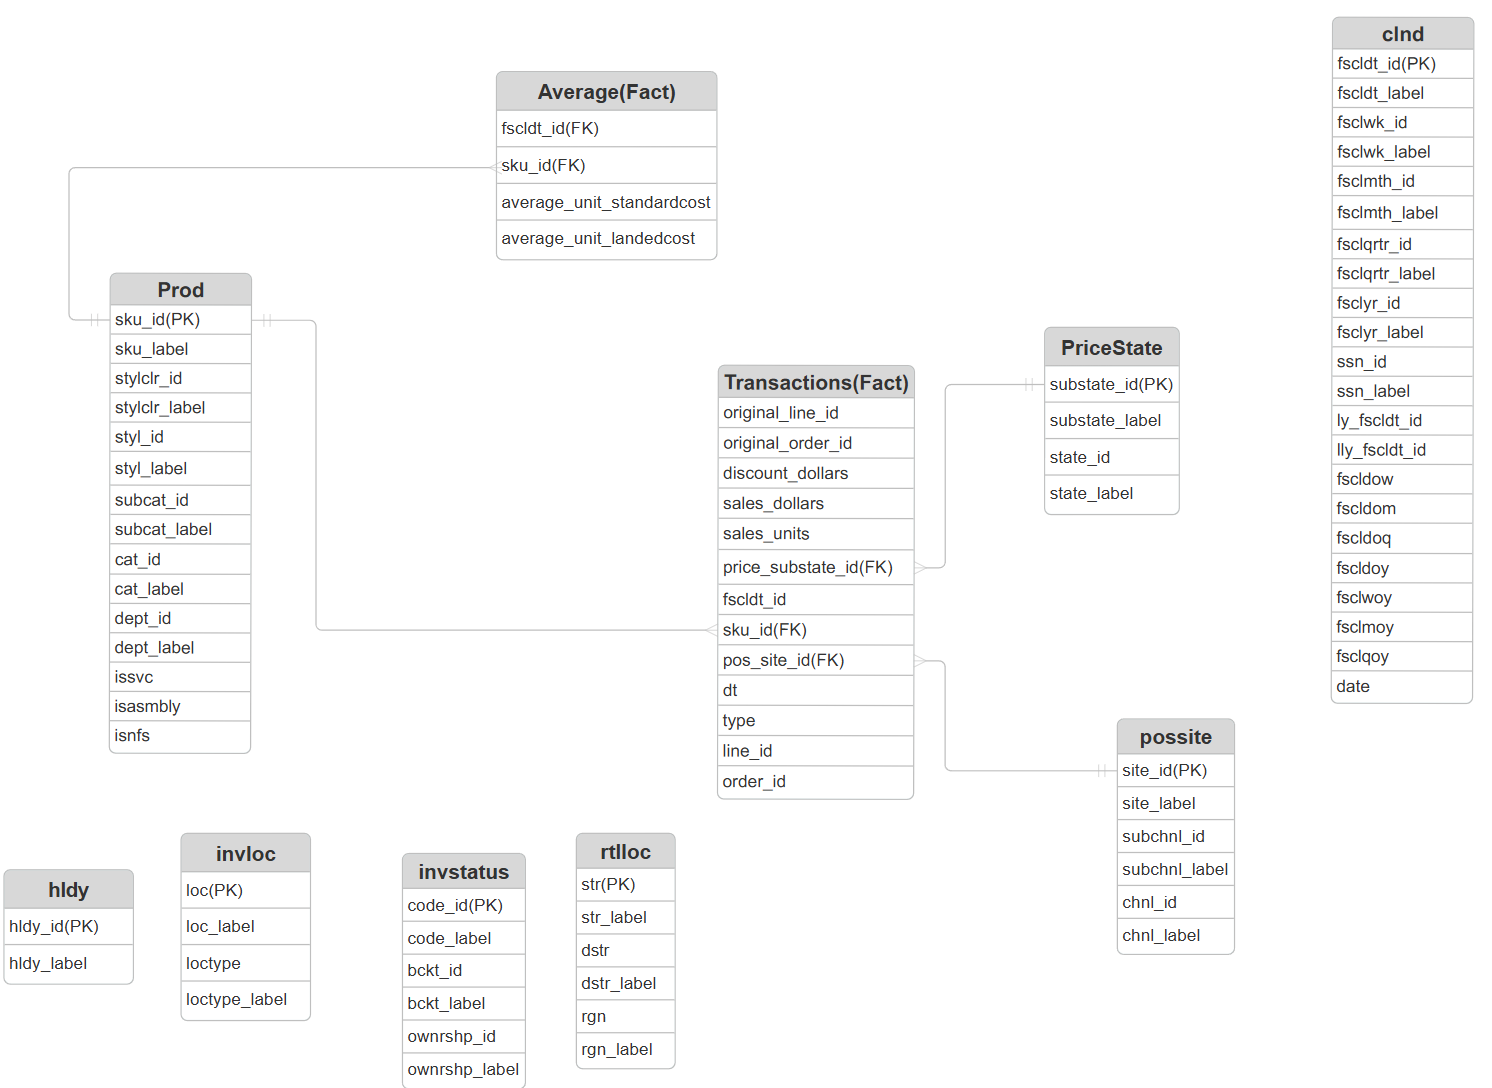 clnd
fscldt_id(PK)
fscldt_label
fsclwk_id
fsclwk_label
fsclmth_id
fsclmth_label
fsclqrtr_id
fsclqrtr_label
fsclyr_id
fsclyr_label
ssn_id
ssn_label
ly_fscldt_id
lly_fscldt_id
fscldow
fscldom
fscldoq
fscldoy
fsclwoy
fsclmoy
fsclqoy
date
Average(Fact)
fscldt_id(FK)
sku_id(FK)
average_unit_standardcost
average_unit_landedcost
Prod
sku_id(PK)
sku_label
stylclr_id
stylclr_label
styl_id
styl_label
subcat_id
subcat_label
cat_id
cat_label
dept_id
dept_label
issvc
isasmbly
isnfs
Transactions(Fact)
original_line_id
original_order_id
discount_dollars
sales_dollars
sales_units
price_substate_id(FK)
fscldt_id
sku_id(FK)
pos_site_id(FK)
dt
type
line_id
order_id
PriceState
substate_id(PK)
substate_label
state_id
state_label
possite
site_id(PK)
site_label
subchnl_id
subchnl_label
chnl_id
chnl_label
hldy
hldy_id(PK)
hldy_label
invloc
loc(PK)
loc_label
loctype
loctype_label
invstatus
code_id(PK)
code_label
bckt_id
bckt_label
ownrshp_id
ownrshp_label
rtlloc
str(PK)
str_label
dstr
dstr_label
rgn
rgn_label